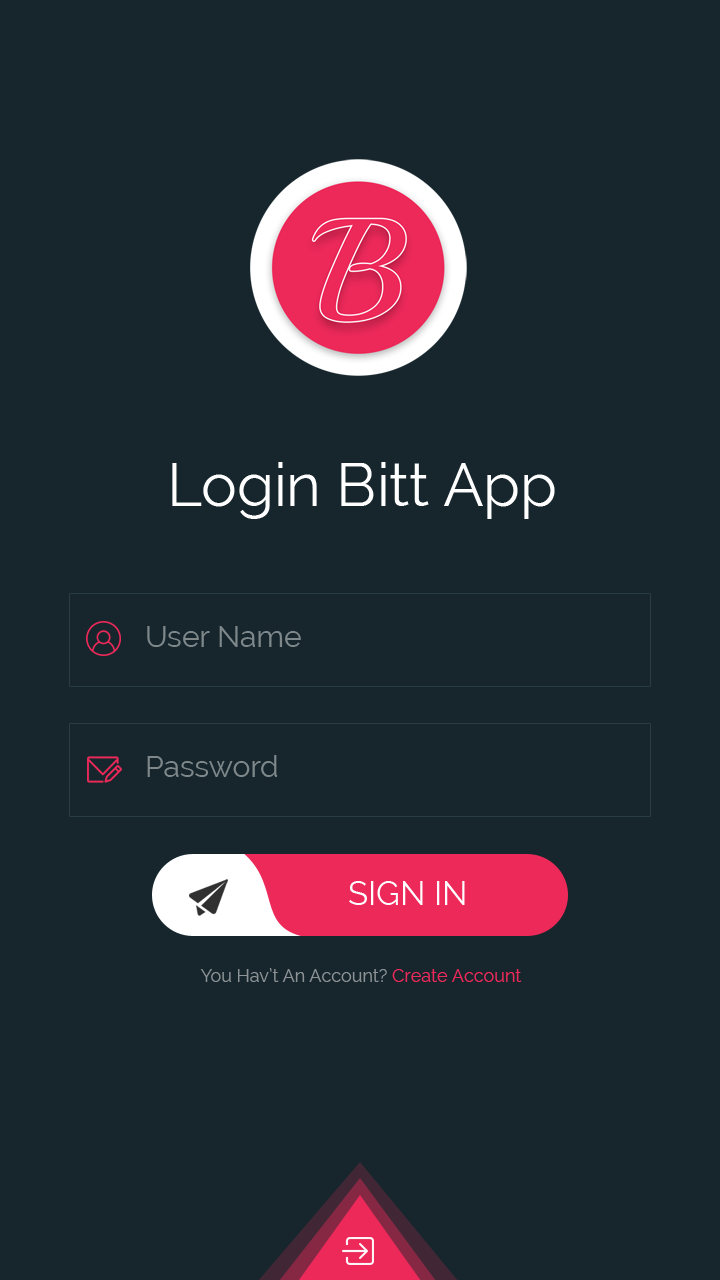 B
Login Bitt App
User Name
Password
SIGN IN
You Hav't An Account? Create Account